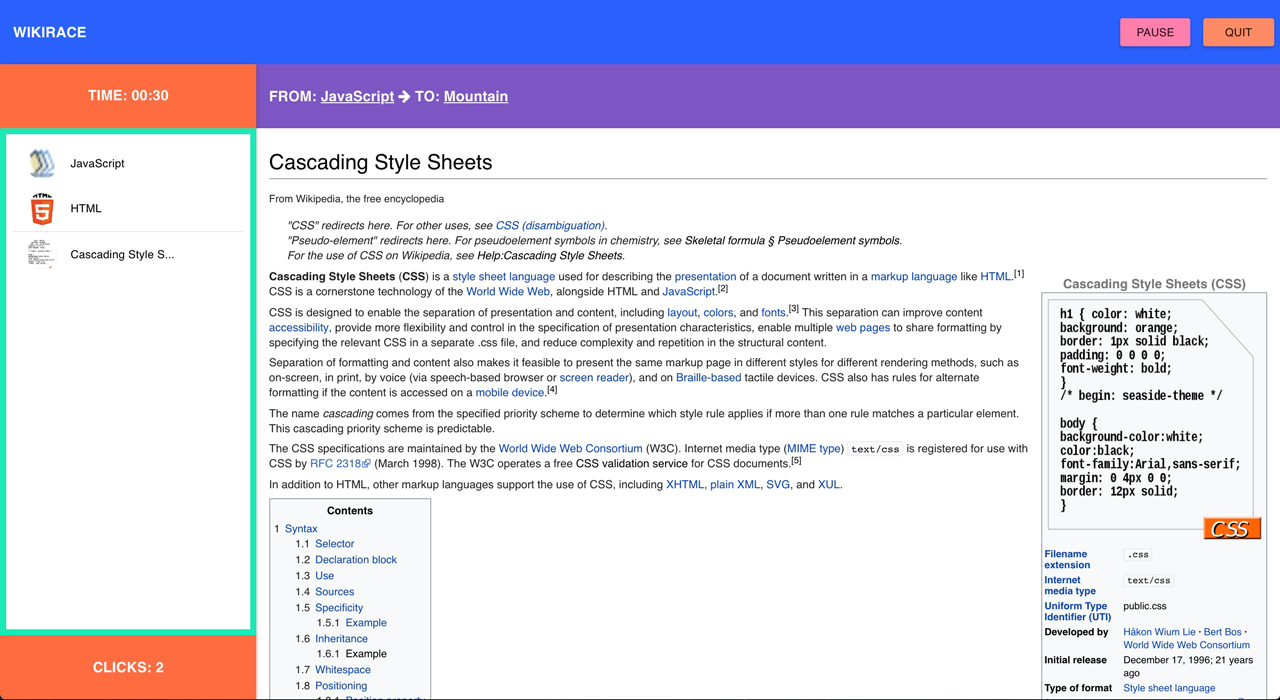 WIKIRACE
PAUSE
QUIT
TIME: 00:30
FROM: JavaScript → TO: Mountain
JavaScript
HTML
Cascading Style S...
CLICKS: 2
Cascading Style Sheets
From Wikipedia, the free encyclopedia
"CSS" redirects here. For other uses, see CSS (disambiguation).
"Pseudo-element" redirects here. For pseudoelement symbols in chemistry, see Skeletal formula § Pseudoelement symbols.
For the use of CSS on Wikipedia, see Help:Cascading Style Sheets.
Cascading Style Sheets (CSS) is a style sheet language used for describing the presentation of a document written in a markup language like HTML.[1]
CSS is a cornerstone technology of the World Wide Web, alongside HTML and JavaScript.[2]
CSS is designed to enable the separation of presentation and content, including layout, colors, and fonts.[3] This separation can improve content
accessibility, provide more flexibility and control in the specification of presentation characteristics, enable multiple web pages to share formatting by
specifying the relevant CSS in a separate .css file, and reduce complexity and repetition in the structural content.
Separation of formatting and content also makes it feasible to present the same markup page in different styles for different rendering methods, such as
on-screen, in print, by voice (via speech-based browser or screen reader), and on Braille-based tactile devices. CSS also has rules for alternate
formatting if the content is accessed on a mobile device.[4]
The name cascading comes from the specified priority scheme to determine which style rule applies if more than one rule matches a particular element.
This cascading priority scheme is predictable.
The CSS specifications are maintained by the World Wide Web Consortium (W3C). Internet media type (MIME type) text/css is registered for use with
CSS by RFC 2318 (March 1998). The W3C operates a free CSS validation service for CSS documents.[5]
In addition to HTML, other markup languages support the use of CSS, including XHTML, plain XML, SVG, and XUL.
Contents
1 Syntax
1.1 Selector
1.2 Declaration block
1.3 Use
1.4 Sources
1.5 Specificity
1.5.1 Example
1.6 Inheritance
1.6.1 Example
1.7 Whitespace
1.8 Positioning
Cascading Style Sheets (CSS)
h1 { color: white;
background: orange;
border: 1px solid black;
padding: 0 0 0 0;
font-weight: bold;
}
/* begin: seaside-theme */
body {
background-color:white;
color:black;
font-family:Arial,sans-serif;
margin: 0 4px 0 0;
border: 12px solid;
}
CSS
Filename extension .css
Internet media type text/css
Uniform Type Identifier (UTI) public.css
Developed by Håkon Wium Lie · Bert Bos ·
World Wide Web Consortium
Initial release December 17, 1996; 21 years
ago
Type of format Style sheet language